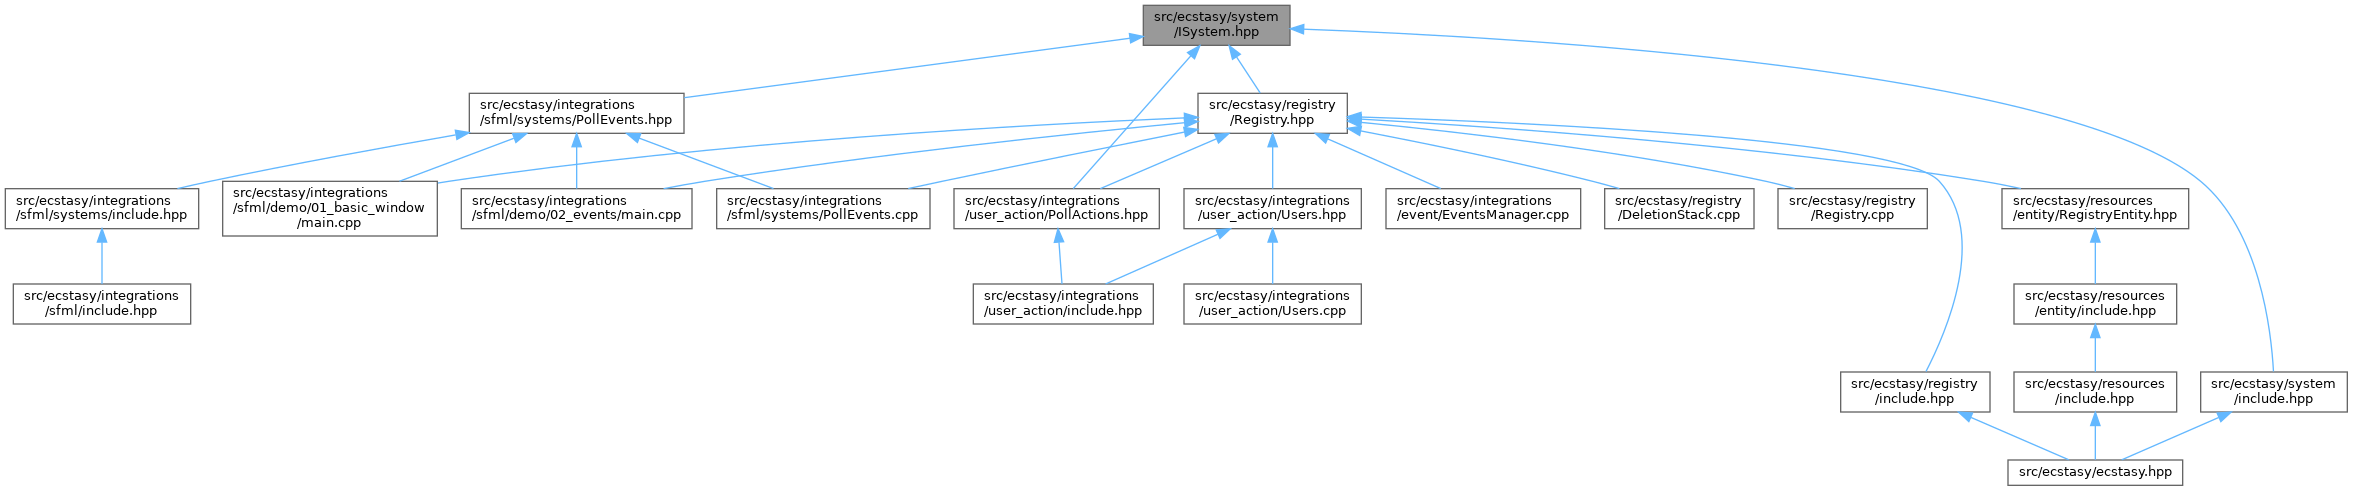 src/ecstasy/system
/ISystem.hpp
src/ecstasy/integrations
/sfml/systems/PollEvents.hpp
src/ecstasy/registry
/Registry.hpp
src/ecstasy/integrations
/sfml/systems/include.hpp
src/ecstasy/integrations
/sfml/demo/01_basic_window
/main.cpp
src/ecstasy/integrations
/sfml/demo/02_events/main.cpp
src/ecstasy/integrations
/sfml/systems/PollEvents.cpp
src/ecstasy/integrations
/user_action/PollActions.hpp
src/ecstasy/integrations
/user_action/Users.hpp
src/ecstasy/integrations
/event/EventsManager.cpp
src/ecstasy/registry
/DeletionStack.cpp
src/ecstasy/registry
/Registry.cpp
src/ecstasy/resources
/entity/RegistryEntity.hpp
src/ecstasy/integrations
/sfml/include.hpp
src/ecstasy/integrations
/user_action/include.hpp
src/ecstasy/integrations
/user_action/Users.cpp
src/ecstasy/resources
/entity/include.hpp
src/ecstasy/registry
/include.hpp
src/ecstasy/resources
/include.hpp
src/ecstasy/system
/include.hpp
src/ecstasy/ecstasy.hpp